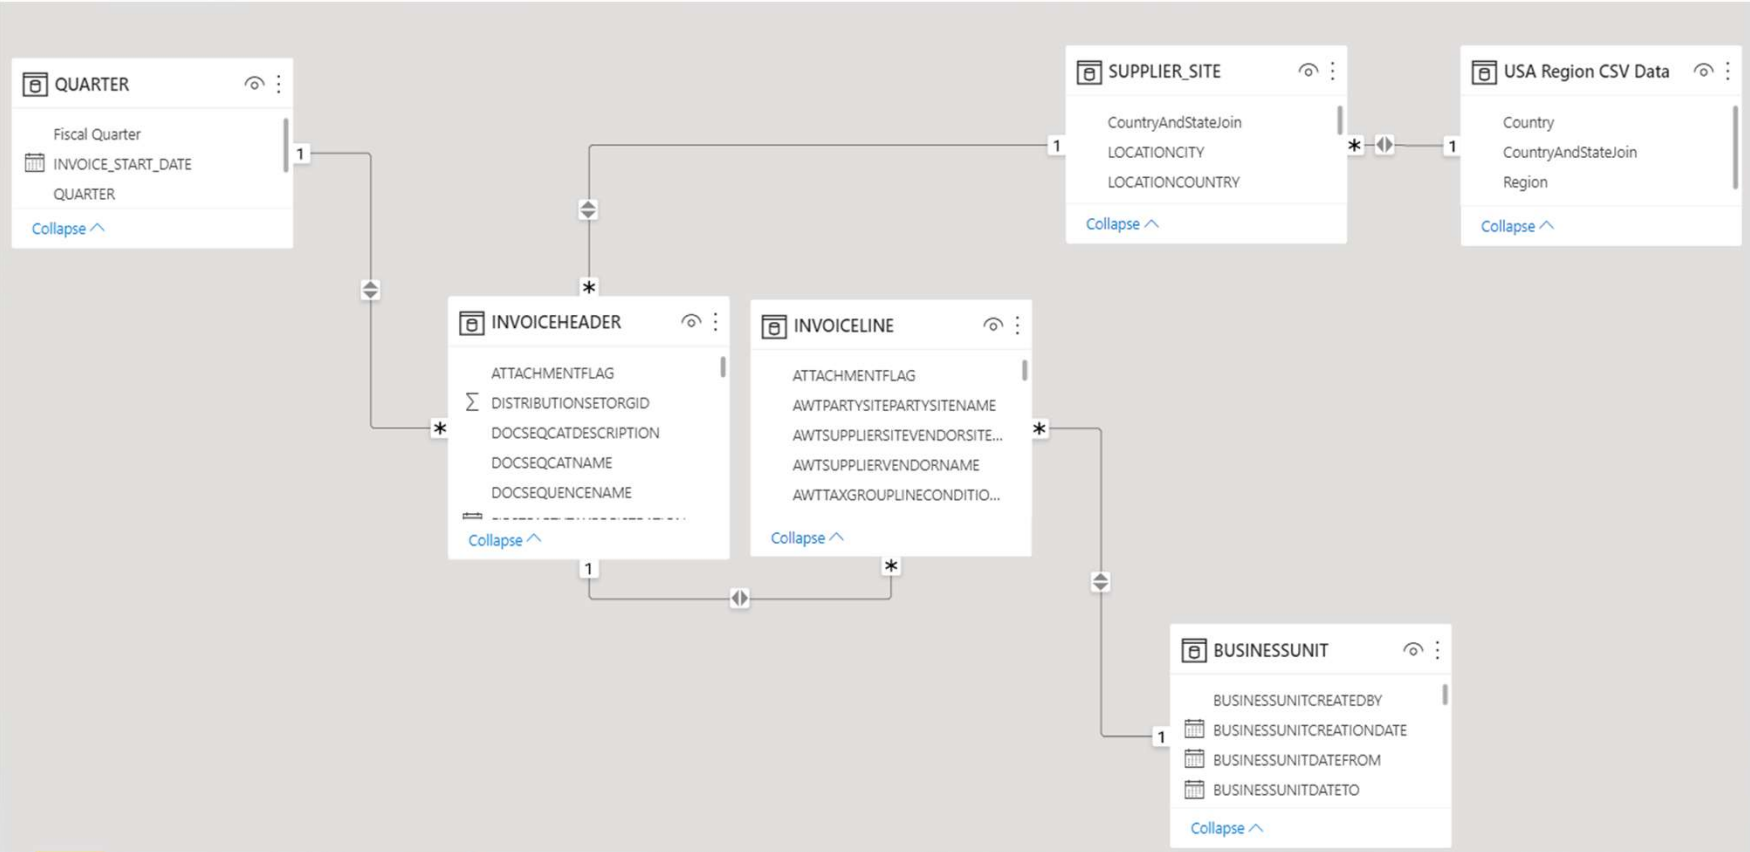 QUARTER
Fiscal Quarter
INVOICE_START_DATE
QUARTER
Collapse
1
*
SUPPLIER_SITE
CountryAndStateJoin
LOCATIONCITY
LOCATIONCOUNTRY
Collapse
1
*
*
1
USA Region CSV Data
Country
CountryAndStateJoin
Region
Collapse
INVOICEHEADER
ATTACHMENTFLAG
Σ DISTRIBUTIONSETORGID
DOCSEQCATDESCRIPTION
DOCSEQCATNAME
DOCSEQUENCENAME
Collapse
1
*
INVOICELINE
ATTACHMENTFLAG
AWTPARTYSITEPARTYSITENAME
AWTSUPPLIERSITEVENDORSITE...
AWTSUPPLIERVENDORNAME
AWTTAXGROUPLINECONDITIO...
Collapse
*
1
BUSINESSUNIT
BUSINESSUNITCREATEDBY
BUSINESSUNITCREATIONDATE
BUSINESSUNITDATEFROM
BUSINESSUNITDATETO
Collapse